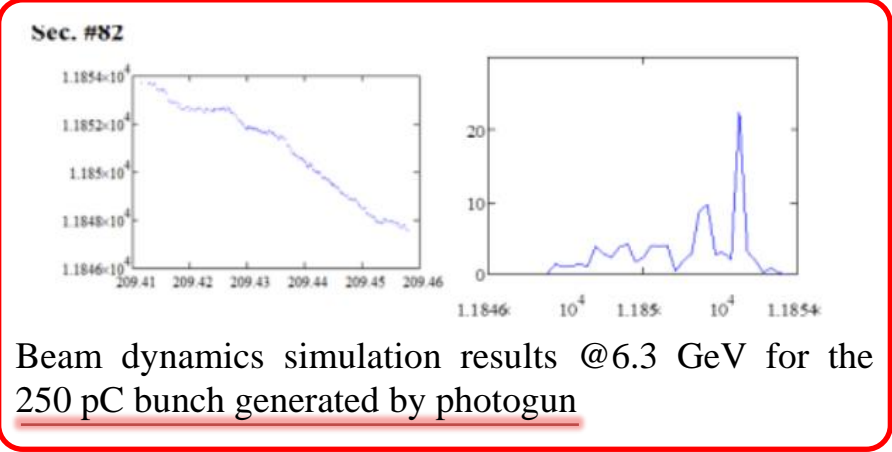 Sec. #82
1.1854×10⁴
1.1852×10⁴
1.185×10⁴
1.1848×10⁴
1.1846×10⁴
209.41 209.42 209.43 209.44 209.45 209.46
20
10
0
1.1846× 10⁴ 1.185× 10⁴ 1.1854×
Beam dynamics simulation results @6.3 GeV for the
250 pC bunch generated by photogun